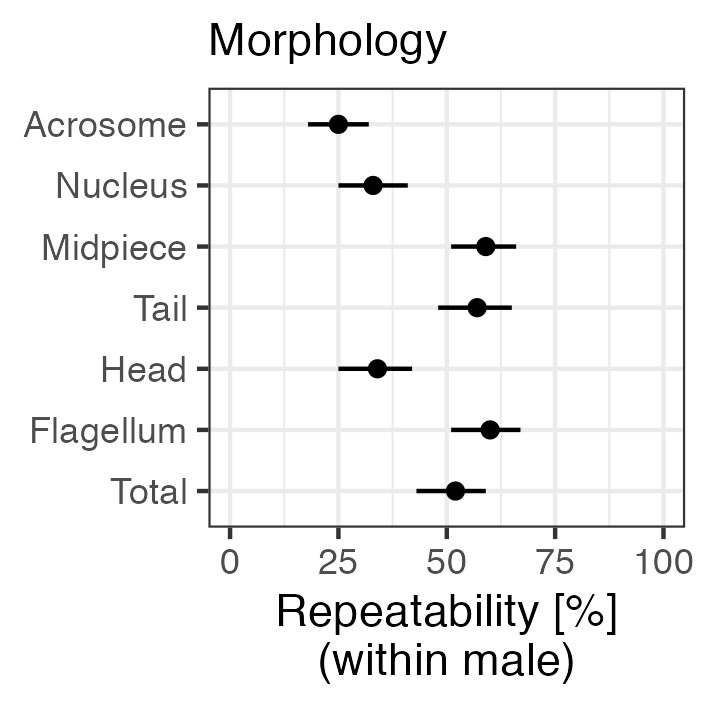 Morphology
Acrosome
Nucleus
Midpiece
Tail
Head
Flagellum
Total
0 25 50 75 100
Repeatability [%]
(within male)